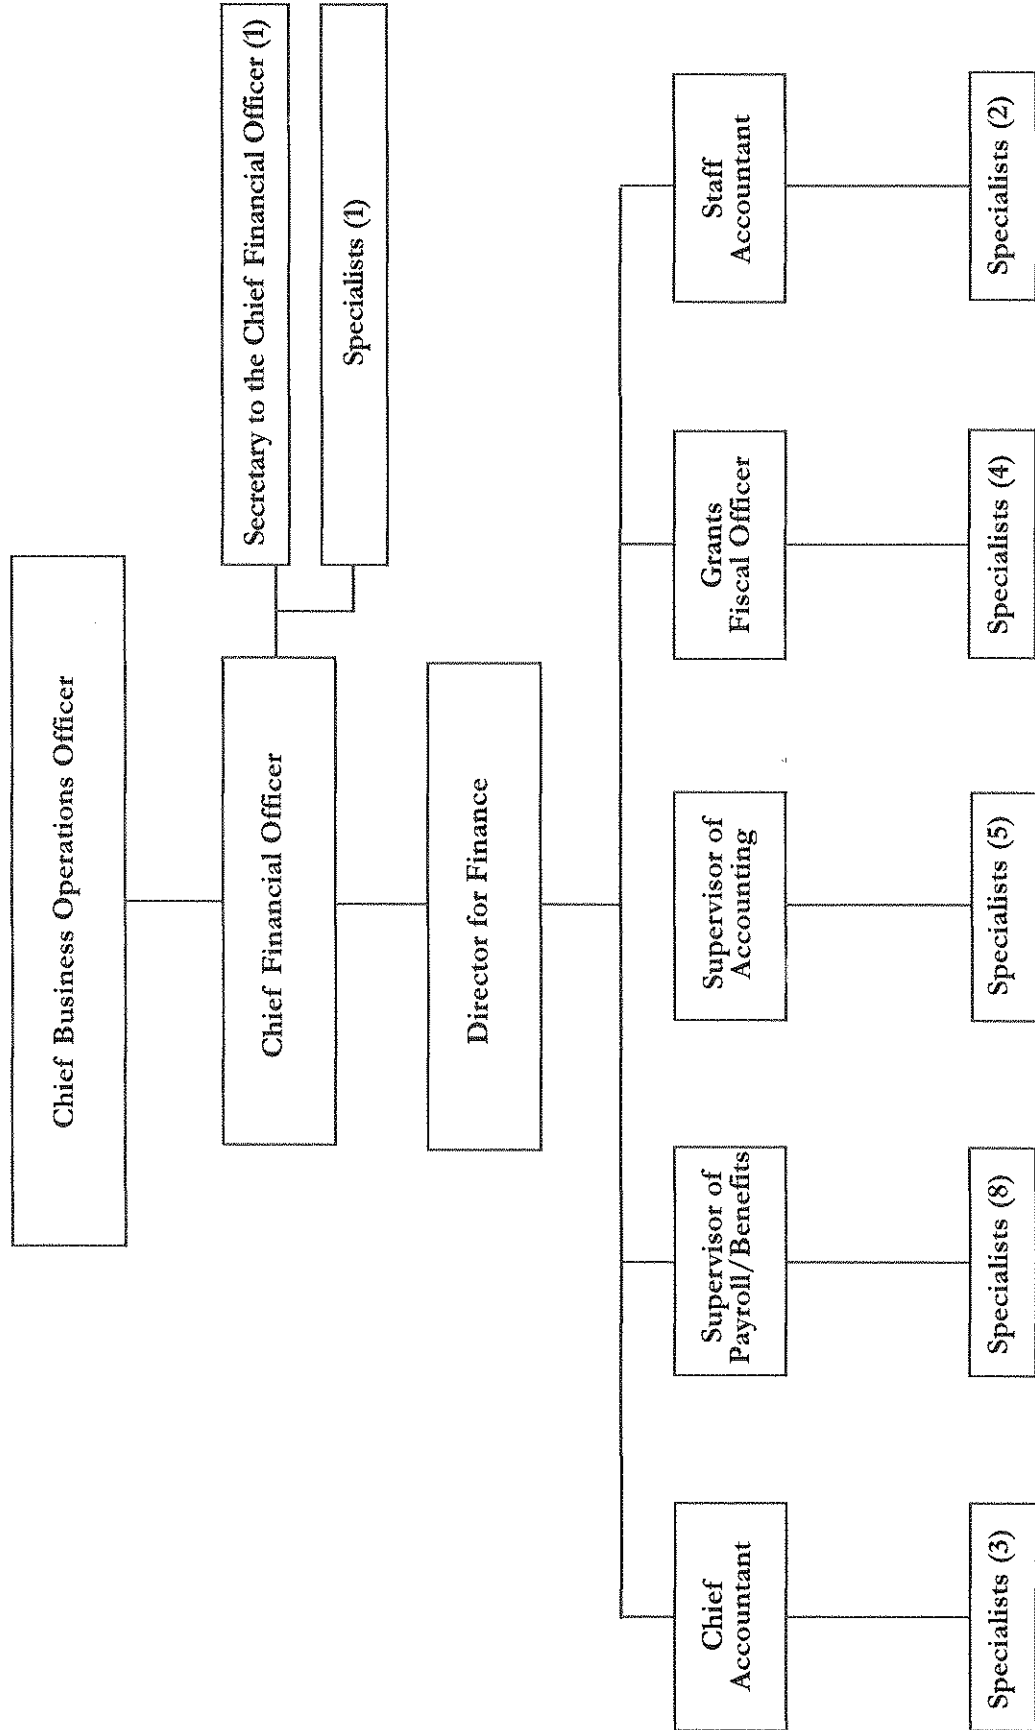 Chief Business Operations Officer
Chief Financial Officer
Secretary to the Chief Financial Officer (1)
Specialists (1)
Director for Finance
Chief
Accountant
Supervisor of
Payroll/Benefits
Supervisor of
Accounting
Grants
Fiscal Officer
Staff
Accountant
Specialists (3)
Specialists (8)
Specialists (5)
Specialists (4)
Specialists (2)